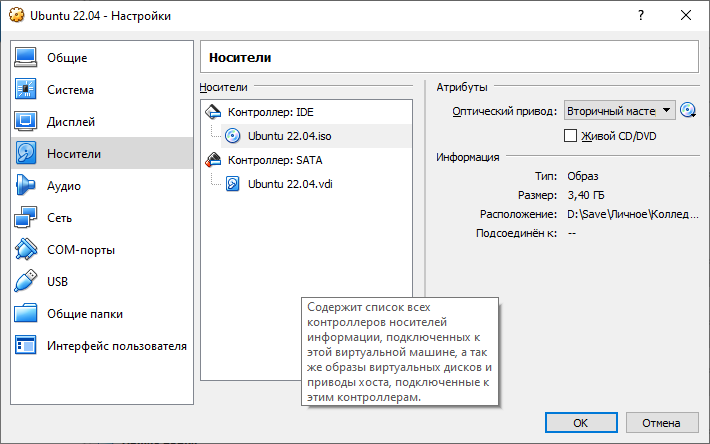 Ubuntu 22.04 - Настройки
? ×
Общие
Система
Дисплей
Носители
Аудио
Сеть
COM-порты
USB
Общие папки
Интерфейс пользователя
Носители
Носители
Контроллер: IDE
Ubuntu 22.04.iso
Контроллер: SATA
Ubuntu 22.04.vdi
Атрибуты
Оптический привод: Вторичный масте
Живой CD/DVD
Информация
Тип: Образ
Размер: 3,40 ГБ
Расположение: D:\Save\Личное\Коллед...
Подсоединён к: --
Содержит список всех
контроллеров носителей
информации, подключенных к
этой виртуальной машине, а так
же образы виртуальных дисков и
приводы хоста, подключенные к
этим контроллерам.
OK
Отмена